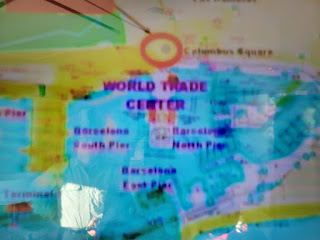 Columbus Square
WORLD TRADE
CENTER
Barcelona
South Pier
Barcelona
North Pier
Barcelona
East Pier
Pier
Terminal